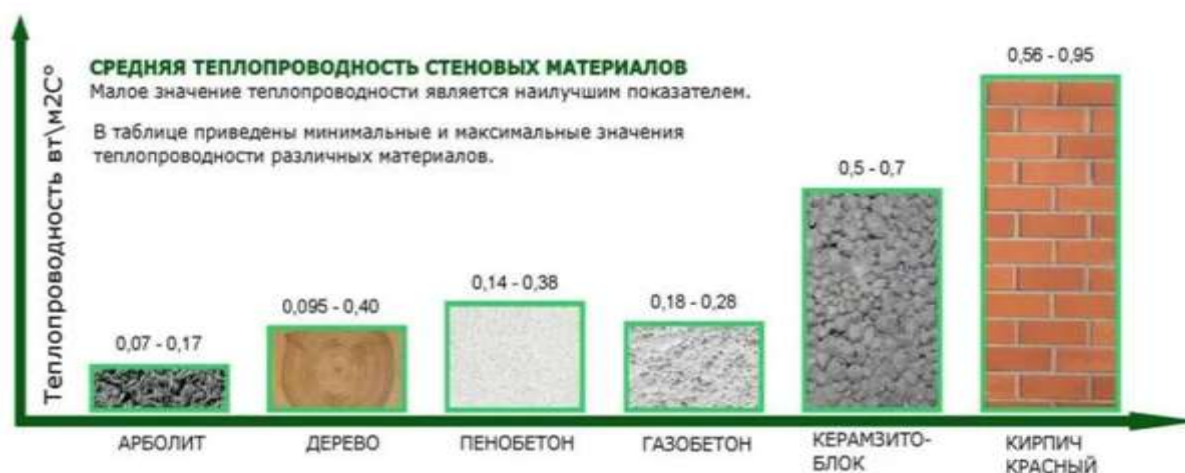 СРЕДНЯЯ ТЕПЛОПРОВОДНОСТЬ СТЕНОВЫХ МАТЕРИАЛОВ
Малое значение теплопроводности является наилучшим показателем.
В таблице приведены минимальные и максимальные значения
теплопроводности различных материалов.
Теплопроводность вт\м2С°
0,07 - 0,17
0,095 - 0,40
0,14 - 0,38
0,18 - 0,28
0,5 - 0,7
0,56 - 0,95
АРБОЛИТ
ДЕРЕВО
ПЕНОБЕТОН
ГАЗОБЕТОН
КЕРАМЗИТО-
БЛОК
КИРПИЧ
КРАСНЫЙ